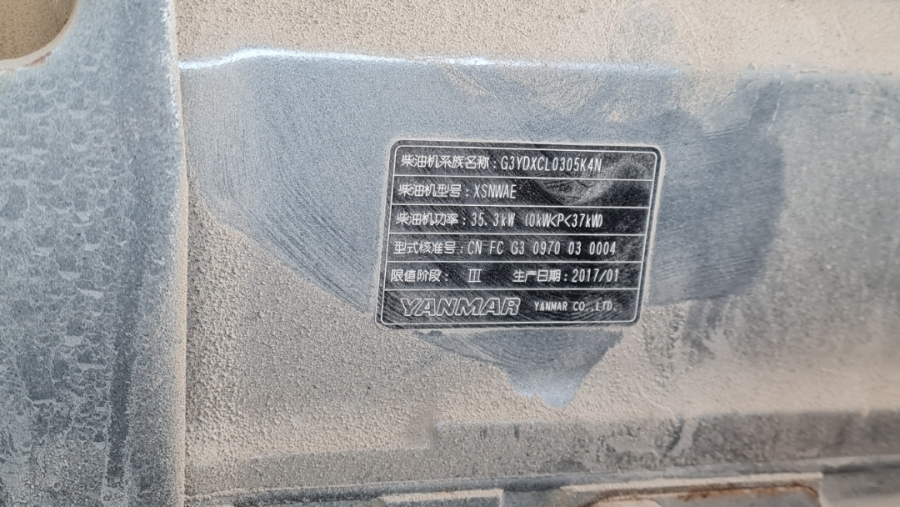 柴油机系族名称：G3YDXCL0305K4N
柴油机型号：XSNWAE
柴油机功率：35.3kW (0kW<P<37kW)
型式核准号：CN FC G3 0970 03 0004
限值阶段： III 生产日期：2017/01
YANMAR YANMAR CO.,LTD.